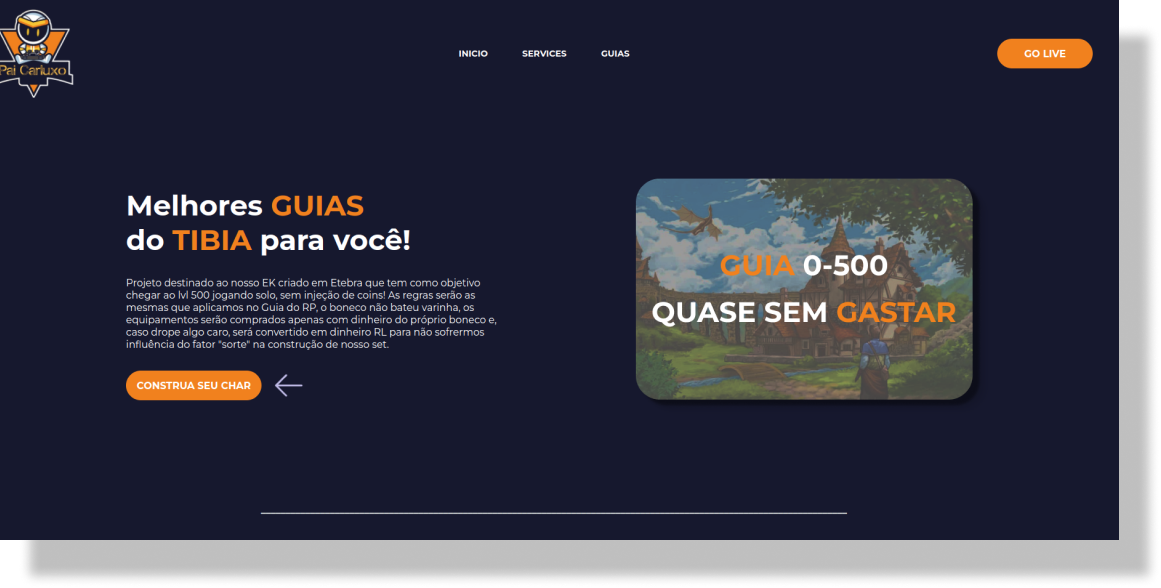 Pai Carluxo
INICIO SERVICES GUIAS
GO LIVE
Melhores GUIAS
do TIBIA para você!
Projeto destinado ao nosso EK criado em Etebra que tem como objetivo
chegar ao lvl 500 jogando solo, sem injeção de coins! As regras serão as
mesmas que aplicamos no Guia do RP, o boneco não bateu varinha, os
equipamentos serão comprados apenas com dinheiro do próprio boneco e,
caso drope algo caro, será convertido em dinheiro RL para não sofrermos
influência do fator "sorte" na construção de nosso set.
CONSTRUA SEU CHAR
GUIA 0-500
QUASE SEM GASTAR